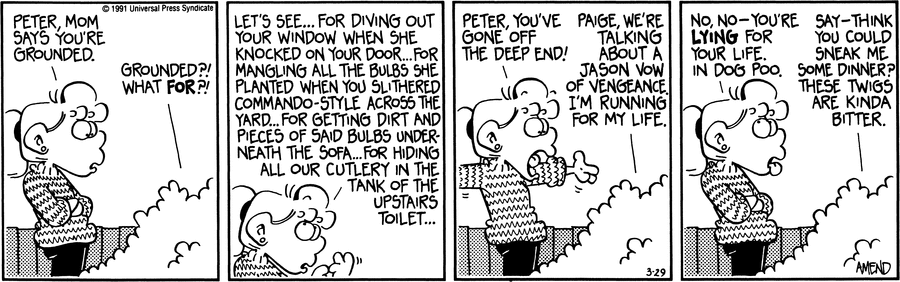 © 1991 Universal Press Syndicate
PETER, MOM
SAYS YOU'RE
GROUNDED.
GROUNDED?!
WHAT FOR?!
LET'S SEE... FOR DIVING OUT
YOUR WINDOW WHEN SHE
KNOCKED ON YOUR DOOR...FOR
MANGLING ALL THE BULBS SHE
PLANTED WHEN YOU SLITHERED
COMMANDO-STYLE ACROSS THE
YARD...FOR GETTING DIRT AND
PIECES OF SAID BULBS UNDER-
NEATH THE SOFA...FOR HIDING
ALL OUR CUTLERY IN THE
TANK OF THE
UPSTAIRS
TOILET...
PETER, YOU'VE
GONE OFF
THE DEEP END!
PAIGE, WE'RE
TALKING
ABOUT A
JASON VOW
OF VENGEANCE.
I'M RUNNING
FOR MY LIFE.
3-29
NO, NO-YOU'RE
LYING FOR
YOUR LIFE.
IN DOG POO.
SAY-THINK
YOU COULD
SNEAK ME
SOME DINNER?
THESE TWIGS
ARE KINDA
BITTER.
AMEND